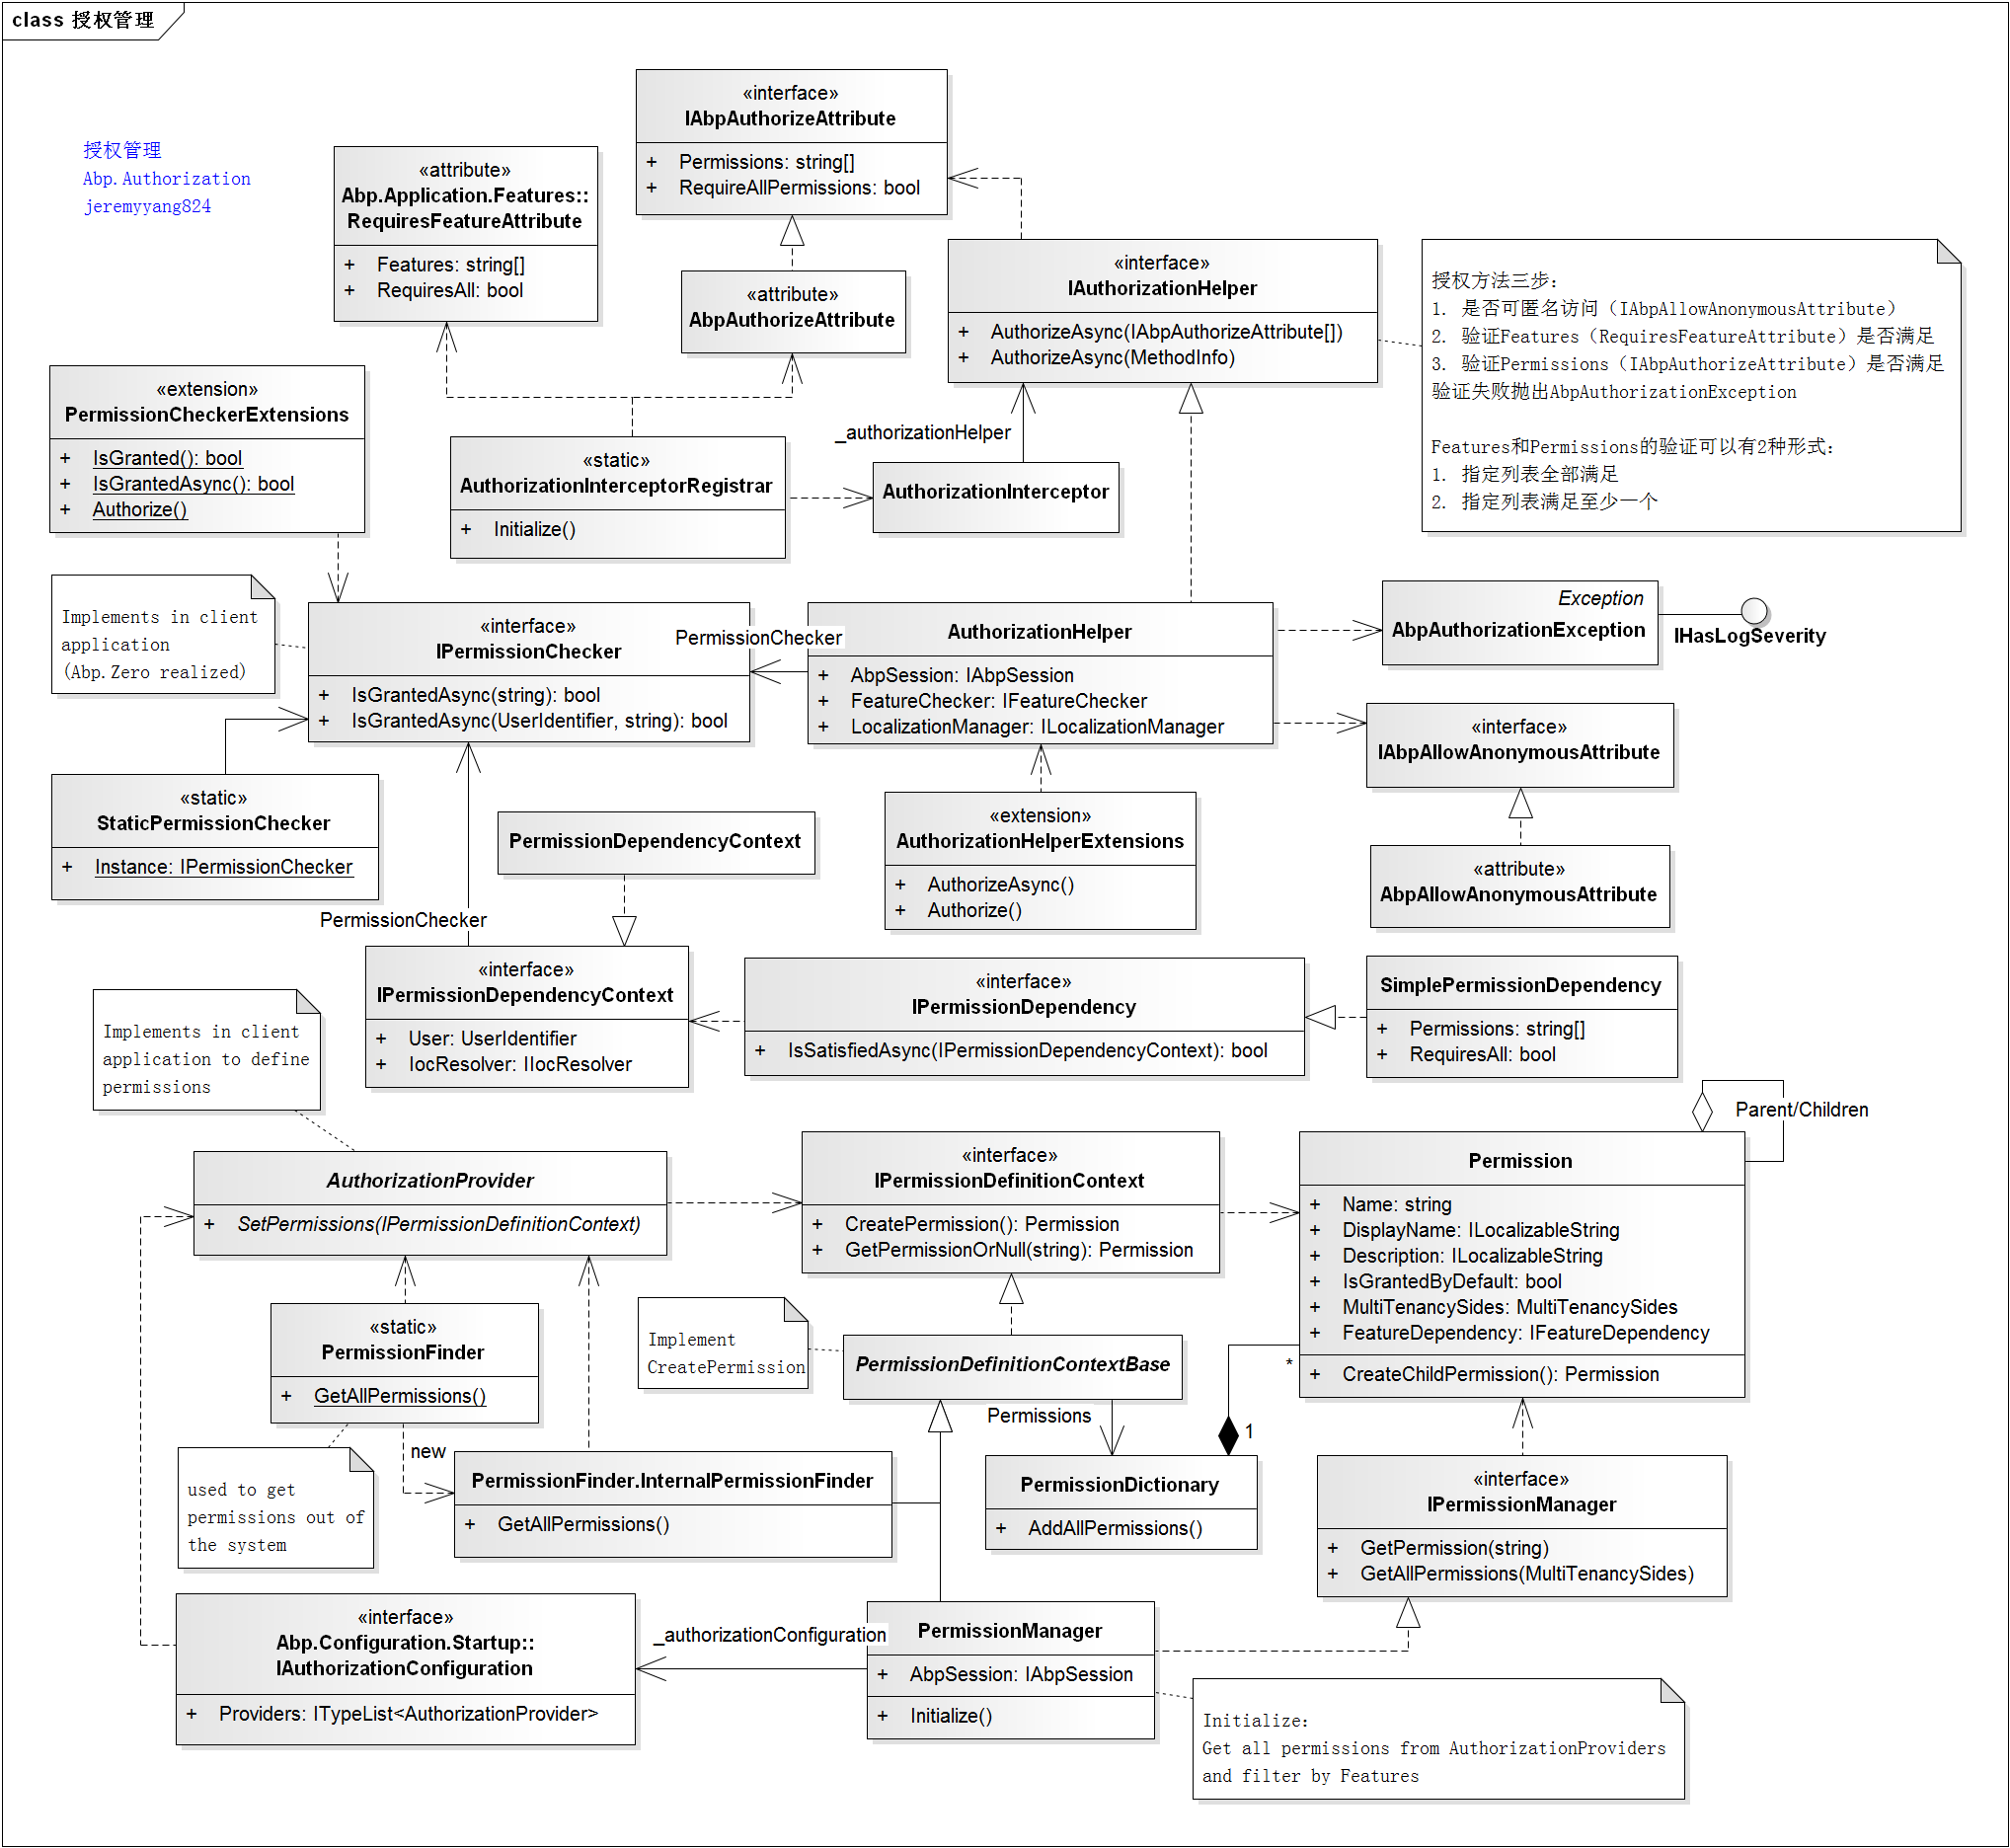 class 授权管理
授权管理
Abp.Authorization
jeremyyang824
«interface»
IAbpAuthorizeAttribute
+ Permissions: string[]
+ RequireAllPermissions: bool
«attribute»
Abp.Application.Features::
RequiresFeatureAttribute
+ Features: string[]
+ RequiresAll: bool
«attribute»
AbpAuthorizeAttribute
«interface»
IAuthorizationHelper
+ AuthorizeAsync(IAbpAuthorizeAttribute[])
+ AuthorizeAsync(MethodInfo)
授权方法三步：
1. 是否可匿名访问（IAbpAllowAnonymousAttribute）
2. 验证Features（RequiresFeatureAttribute）是否满足
3. 验证Permissions（IAbpAuthorizeAttribute）是否满足
验证失败抛出AbpAuthorizationException
Features和Permissions的验证可以有2种形式：
1. 指定列表全部满足
2. 指定列表满足至少一个
«extension»
PermissionCheckerExtensions
+ IsGranted(): bool
+ IsGrantedAsync(): bool
+ Authorize()
«static»
AuthorizationInterceptorRegistrar
+ Initialize()
_authorizationHelper
AuthorizationInterceptor
Implements in client
application
(Abp.Zero realized)
«interface»
IPermissionChecker
+ IsGrantedAsync(string): bool
+ IsGrantedAsync(UserIdentifier, string): bool
PermissionChecker
AuthorizationHelper
+ AbpSession: IAbpSession
+ FeatureChecker: IFeatureChecker
+ LocalizationManager: ILocalizationManager
Exception
AbpAuthorizationException
IHasLogSeverity
«interface»
IAbpAllowAnonymousAttribute
«static»
StaticPermissionChecker
+ Instance: IPermissionChecker
PermissionDependencyContext
«extension»
AuthorizationHelperExtensions
+ AuthorizeAsync()
+ Authorize()
«attribute»
AbpAllowAnonymousAttribute
PermissionChecker
«interface»
IPermissionDependencyContext
+ User: UserIdentifier
+ IocResolver: IIocResolver
«interface»
IPermissionDependency
+ IsSatisfiedAsync(IPermissionDependencyContext): bool
SimplePermissionDependency
+ Permissions: string[]
+ RequiresAll: bool
Implements in client
application to define
permissions
Parent/Children
AuthorizationProvider
+ SetPermissions(IPermissionDefinitionContext)
«interface»
IPermissionDefinitionContext
+ CreatePermission(): Permission
+ GetPermissionOrNull(string): Permission
Permission
+ Name: string
+ DisplayName: ILocalizableString
+ Description: ILocalizableString
+ IsGrantedByDefault: bool
+ MultiTenancySides: MultiTenancySides
+ FeatureDependency: IFeatureDependency
+ CreateChildPermission(): Permission
«static»
PermissionFinder
+ GetAllPermissions()
Implement
CreatePermission
PermissionDefinitionContextBase
Permissions
*
1
new
used to get
permissions out of
the system
PermissionFinder.InternalPermissionFinder
+ GetAllPermissions()
PermissionDictionary
+ AddAllPermissions()
«interface»
IPermissionManager
+ GetPermission(string)
+ GetAllPermissions(MultiTenancySides)
«interface»
Abp.Configuration.Startup::
IAuthorizationConfiguration
+ Providers: ITypeList<AuthorizationProvider>
_authorizationConfiguration
PermissionManager
+ AbpSession: IAbpSession
+ Initialize()
Initialize：
Get all permissions from AuthorizationProviders
and filter by Features